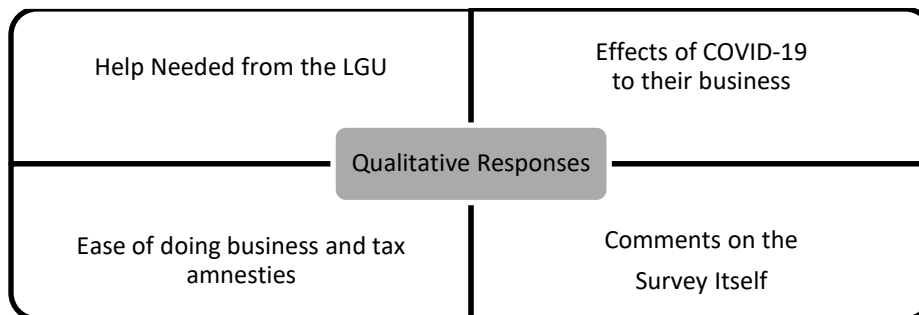 Help Needed from the LGU
Effects of COVID-19
to their business
Qualitative Responses
Ease of doing business and tax
amnesties
Comments on the
Survey Itself